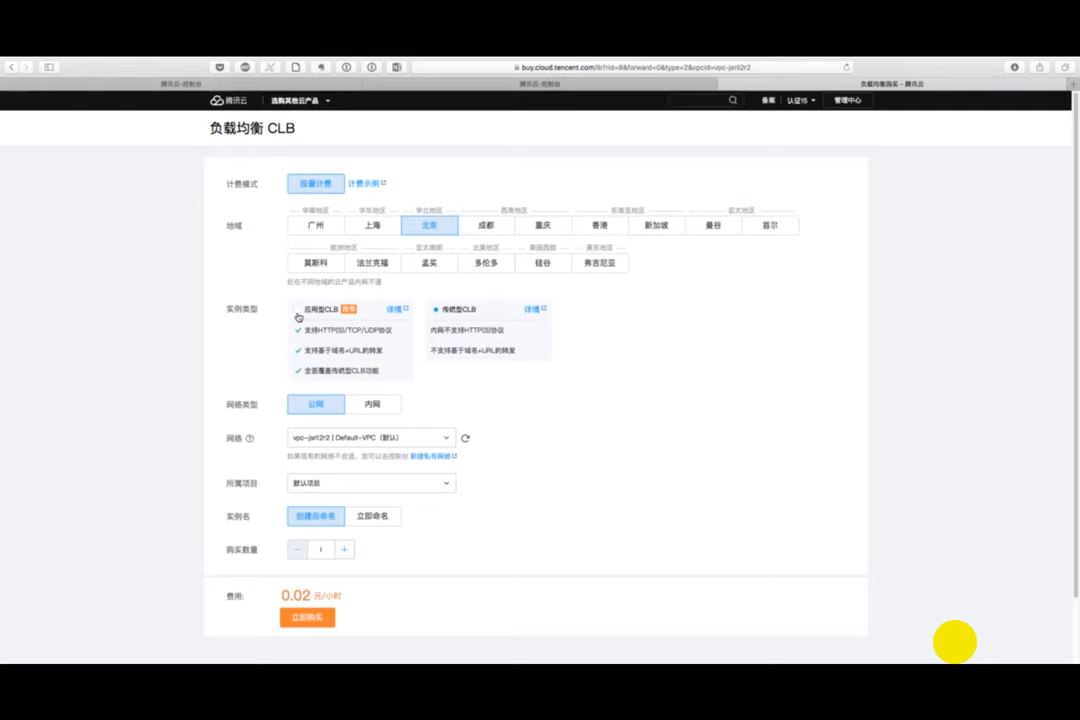 buy.cloud.tencent.com/lb?rid=8&forward=0&type=2&vpcId=vpc-jsrli2r2
腾讯云-控制台
腾讯云-控制台
负载均衡购买 - 腾讯云
腾讯云
选购其他云产品
备案
认证15
管理中心
负载均衡 CLB
计费模式
按量计费
计费示例
华南地区
华东地区
华北地区
西南地区
东南亚地区
亚太地区
地域
广州
上海
北京
成都
重庆
香港
新加坡
曼谷
首尔
欧洲地区
亚太南部
北美地区
美国西部
美东地区
莫斯科
法兰克福
孟买
多伦多
硅谷
弗吉尼亚
处在不同地域的云产品内网不通
实例类型
应用型CLB 推荐 详情
传统型CLB 详情
支持HTTP(S)/TCP/UDP协议
内网不支持HTTP(S)协议
支持基于域名+URL的转发
不支持基于域名+URL的转发
全面覆盖传统型CLB功能
网络类型
公网
内网
网络
vpc-jsrli2r2 | Default-VPC（默认）
如果现有的网络不合适，您可以去控制台 新建私有网络
所属项目
默认项目
实例名
创建后命名
立即命名
购买数量
1
费用:
0.02 元/小时
立即购买